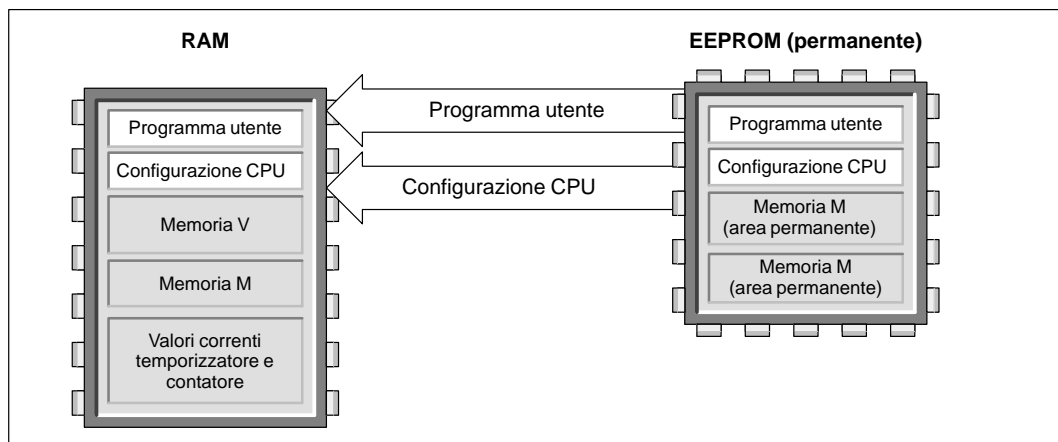 RAM
EEPROM (permanente)
Programma utente
Configurazione CPU
Memoria V
Memoria M
Valori correnti
temporizzatore e
contatore
Programma utente
Configurazione CPU
Programma utente
Configurazione CPU
Memoria M
(area permanente)
Memoria M
(area permanente)